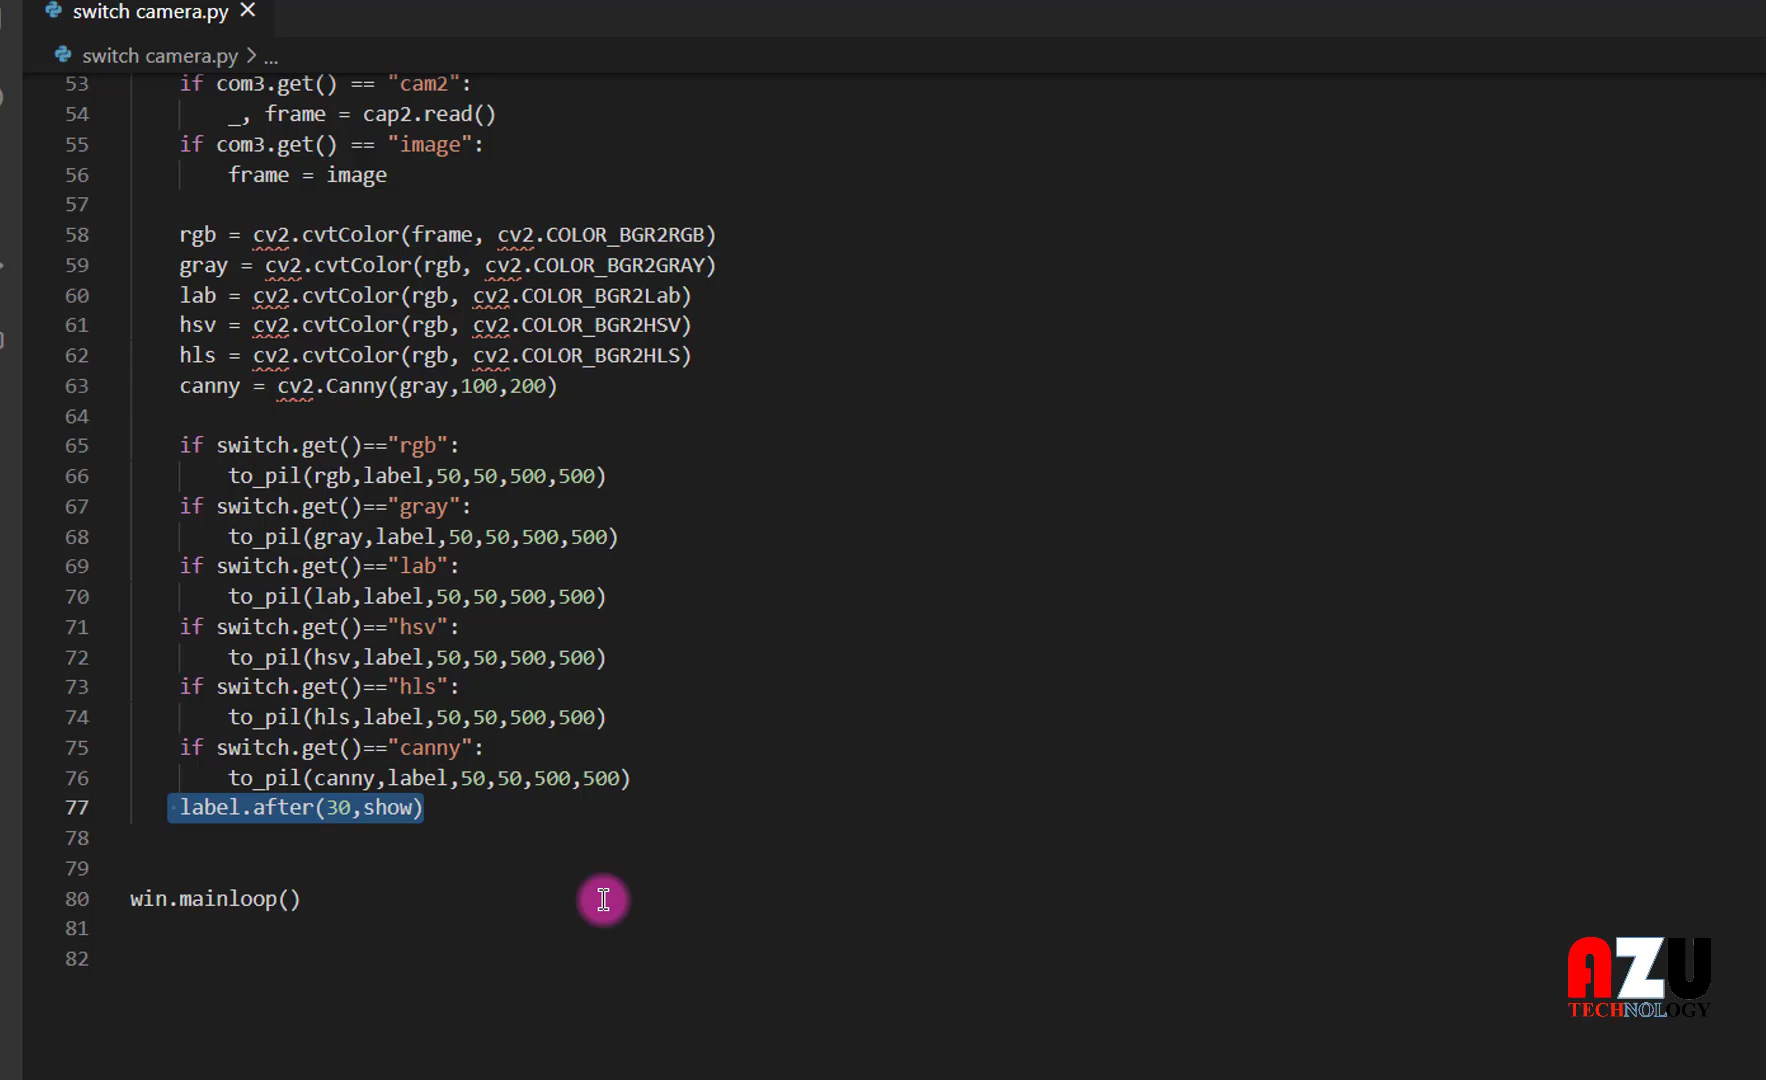 switch camera.py
switch camera.py > ...
53 if com3.get() == "cam2":
54 _, frame = cap2.read()
55 if com3.get() == "image":
56 frame = image
57
58 rgb = cv2.cvtColor(frame, cv2.COLOR_BGR2RGB)
59 gray = cv2.cvtColor(rgb, cv2.COLOR_BGR2GRAY)
60 lab = cv2.cvtColor(rgb, cv2.COLOR_BGR2Lab)
61 hsv = cv2.cvtColor(rgb, cv2.COLOR_BGR2HSV)
62 hls = cv2.cvtColor(rgb, cv2.COLOR_BGR2HLS)
63 canny = cv2.Canny(gray,100,200)
64
65 if switch.get()=="rgb":
66 to_pil(rgb,label,50,50,500,500)
67 if switch.get()=="gray":
68 to_pil(gray,label,50,50,500,500)
69 if switch.get()=="lab":
70 to_pil(lab,label,50,50,500,500)
71 if switch.get()=="hsv":
72 to_pil(hsv,label,50,50,500,500)
73 if switch.get()=="hls":
74 to_pil(hls,label,50,50,500,500)
75 if switch.get()=="canny":
76 to_pil(canny,label,50,50,500,500)
77 label.after(30,show)
78
79
80 win.mainloop()
81
82
AZU
TECHNOLOGY